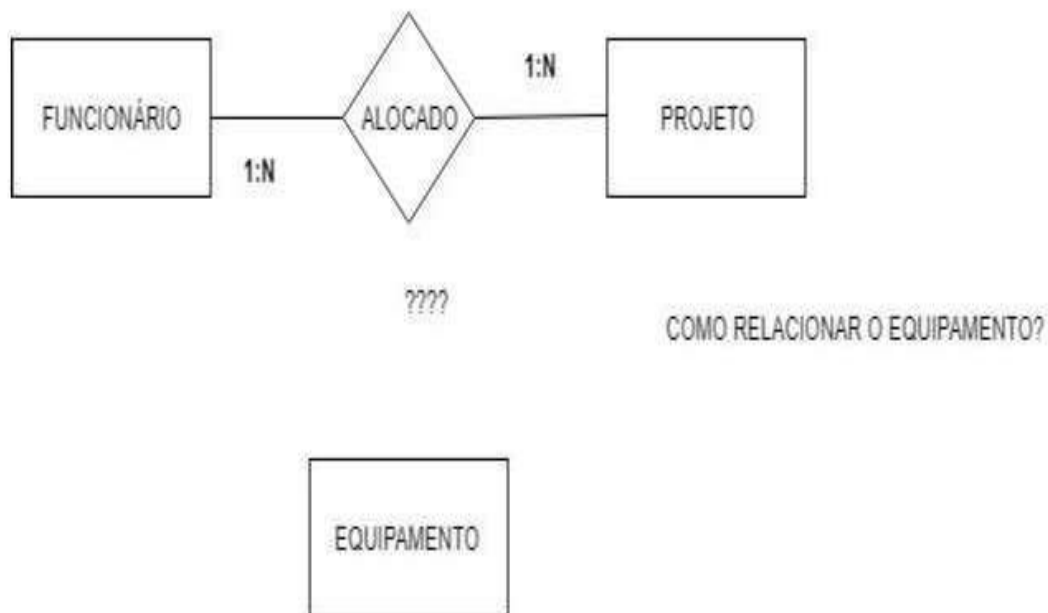 1:N
FUNCIONÁRIO
ALOCADO
PROJETO
1:N
????
COMO RELACIONAR O EQUIPAMENTO?
EQUIPAMENTO